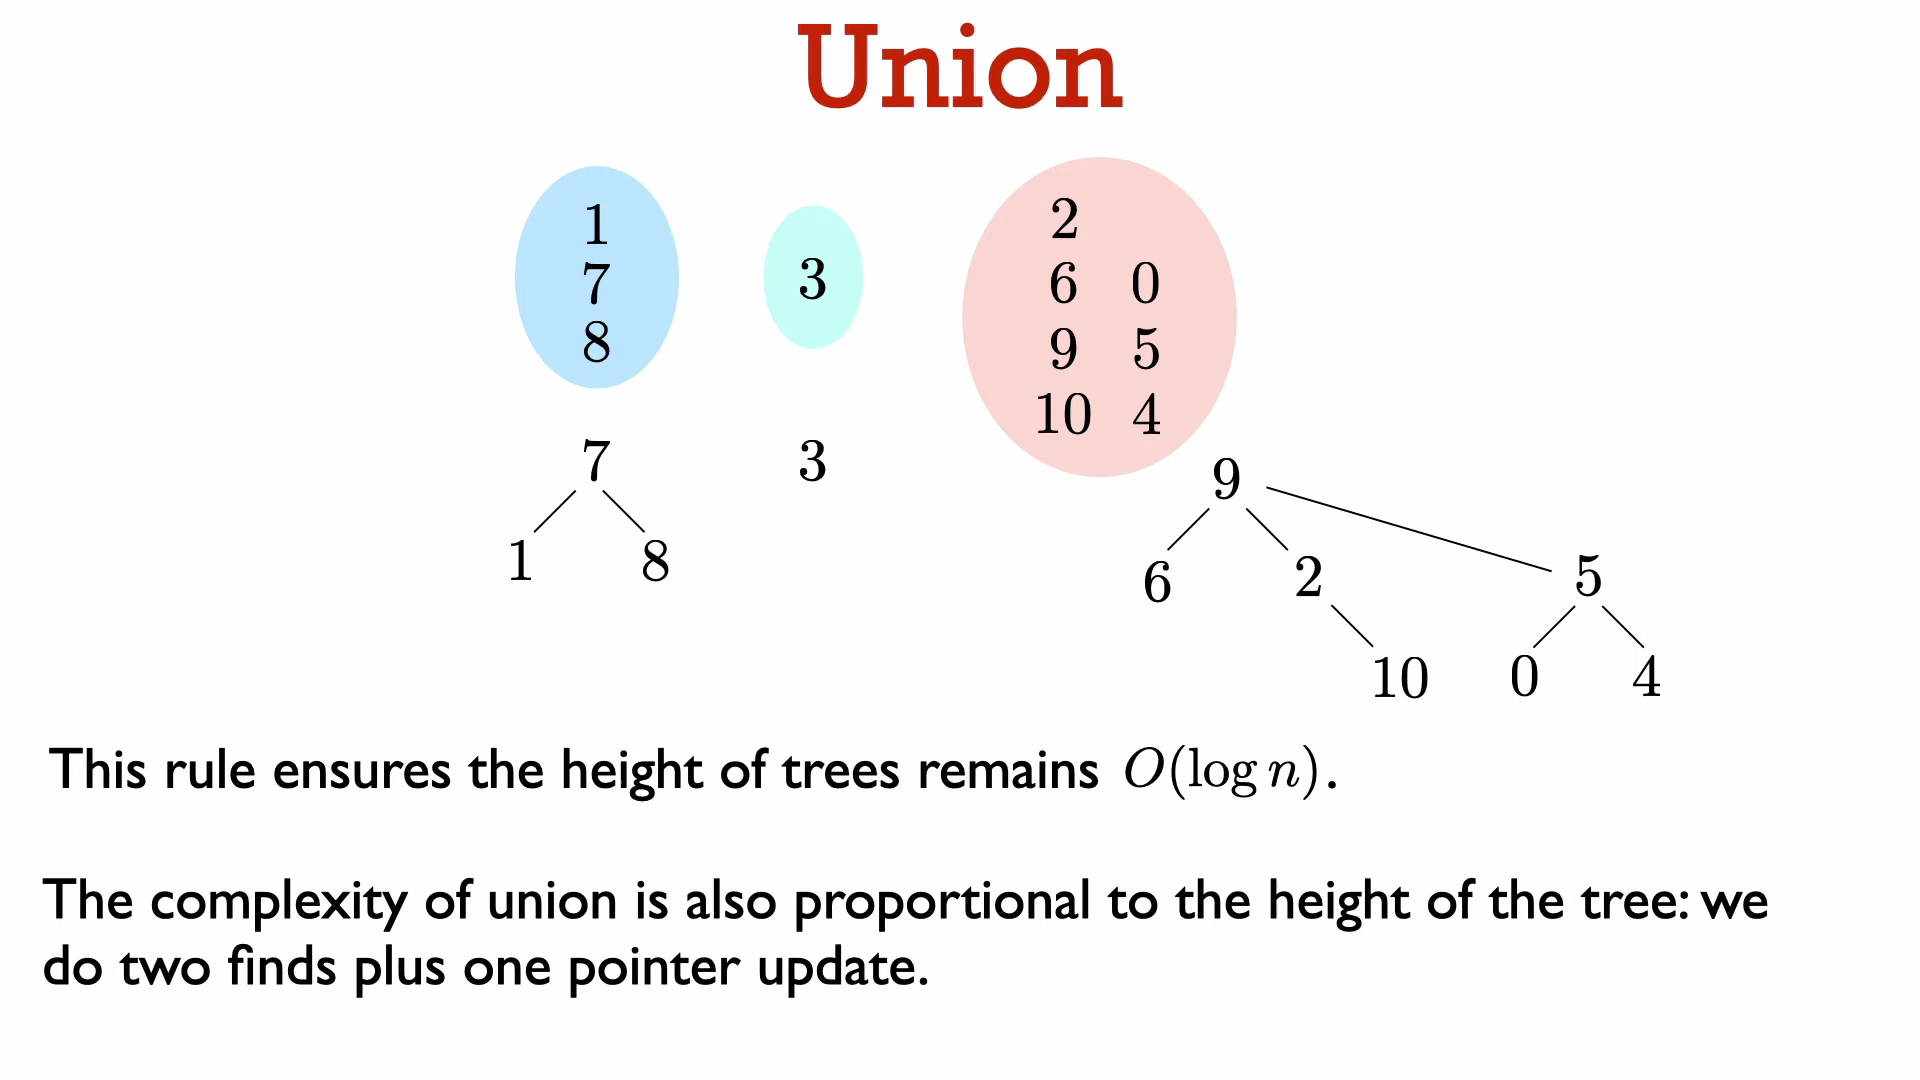 Union
1
7
8
3
2
6 0
9 5
10 4
7
1 8
3
9
6 2 5
10 0 4
This rule ensures the height of trees remains O(log n).
The complexity of union is also proportional to the height of the tree: we
do two finds plus one pointer update.